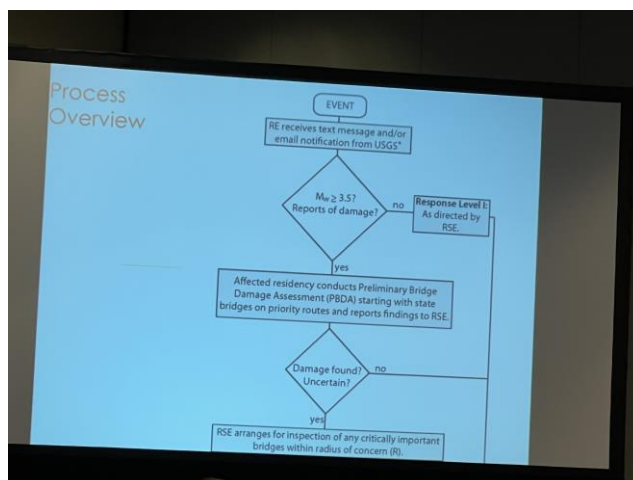 Process
Overview
EVENT
RE receives text message and/or
email notification from USGS*
Mw ≥ 3.5?
Reports of damage?
no
Response Level I:
As directed by
RSE.
yes
Affected residency conducts Preliminary Bridge
Damage Assessment (PBDA) starting with state
bridges on priority routes and reports findings to RSE.
Damage found?
Uncertain?
no
yes
RSE arranges for inspection of any critically important
bridges within radius of concern (R).